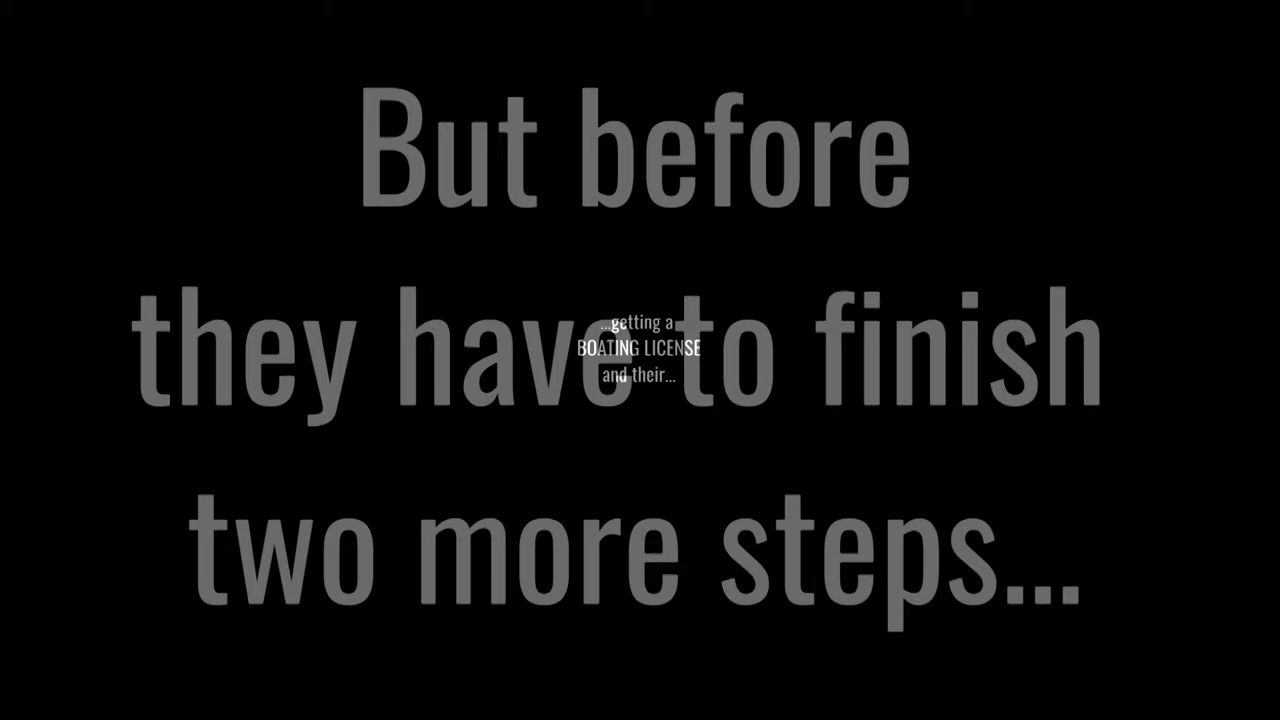 But before
they have to finish
two more steps...
...getting a
BOATING LICENSE
and their...